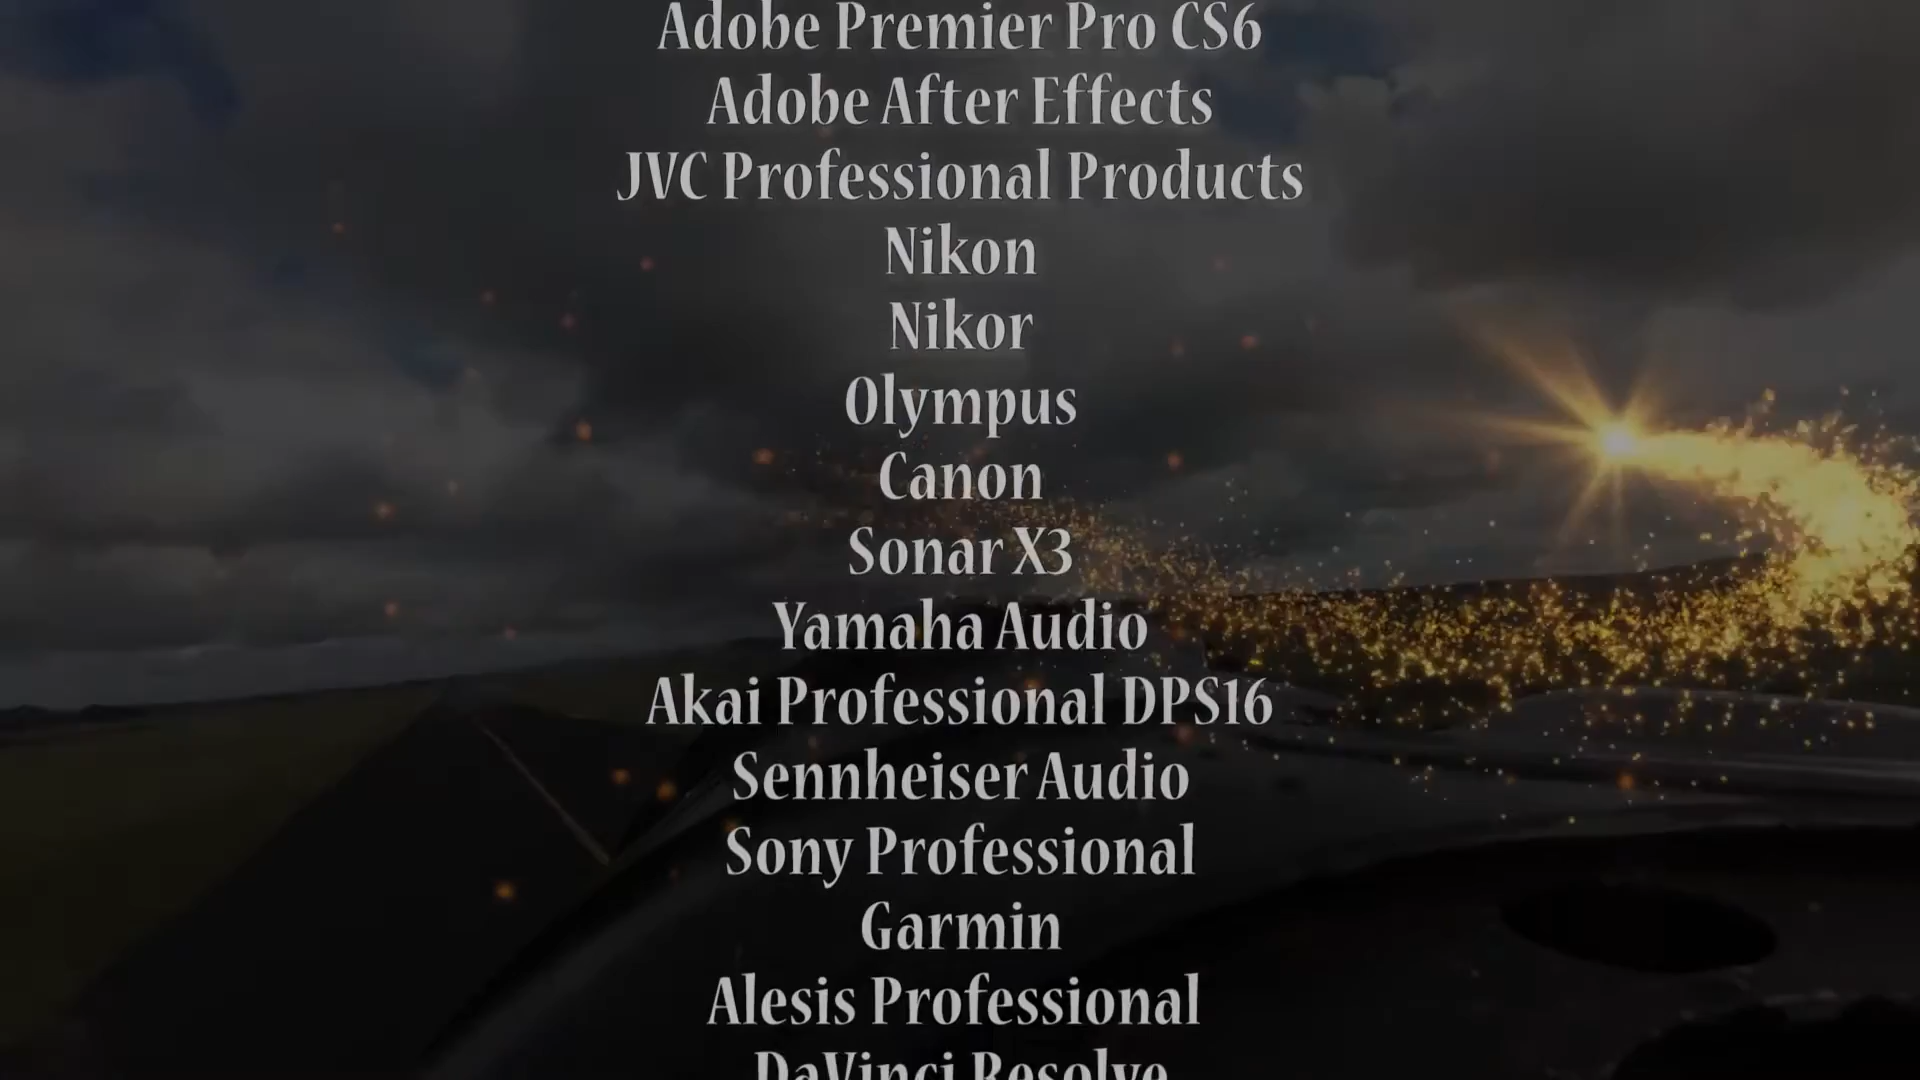 Adobe Premier Pro CS6
Adobe After Effects
JVC Professional Products
Nikon
Nikor
Olympus
Canon
Sonar X3
Yamaha Audio
Akai Professional DPS16
Sennheiser Audio
Sony Professional
Garmin
Alesis Professional
DaVinci Resolve